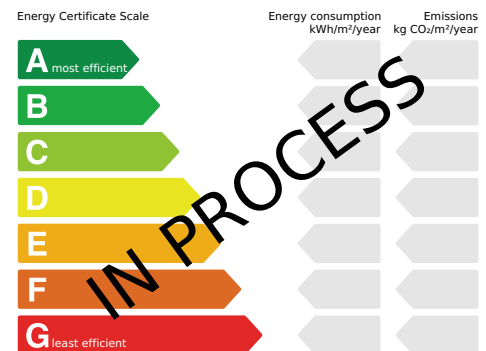 Energy Certificate Scale
Energy consumption
kWh/m²/year
Emissions
kg CO₂/m²/year
A most efficient
B
C
D
E
F
G least efficient
IN PROCESS